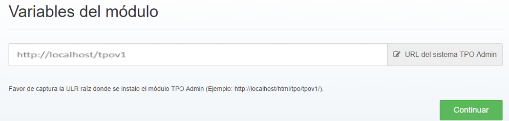 Variables del módulo
http://localhost/tpov1
URL del sistema TPO Admin
Favor de captura la ULR raíz donde se instalo el módulo TPO Admin (Ejemplo: http://localhost/html/tpo/tpov1/).
Continuar